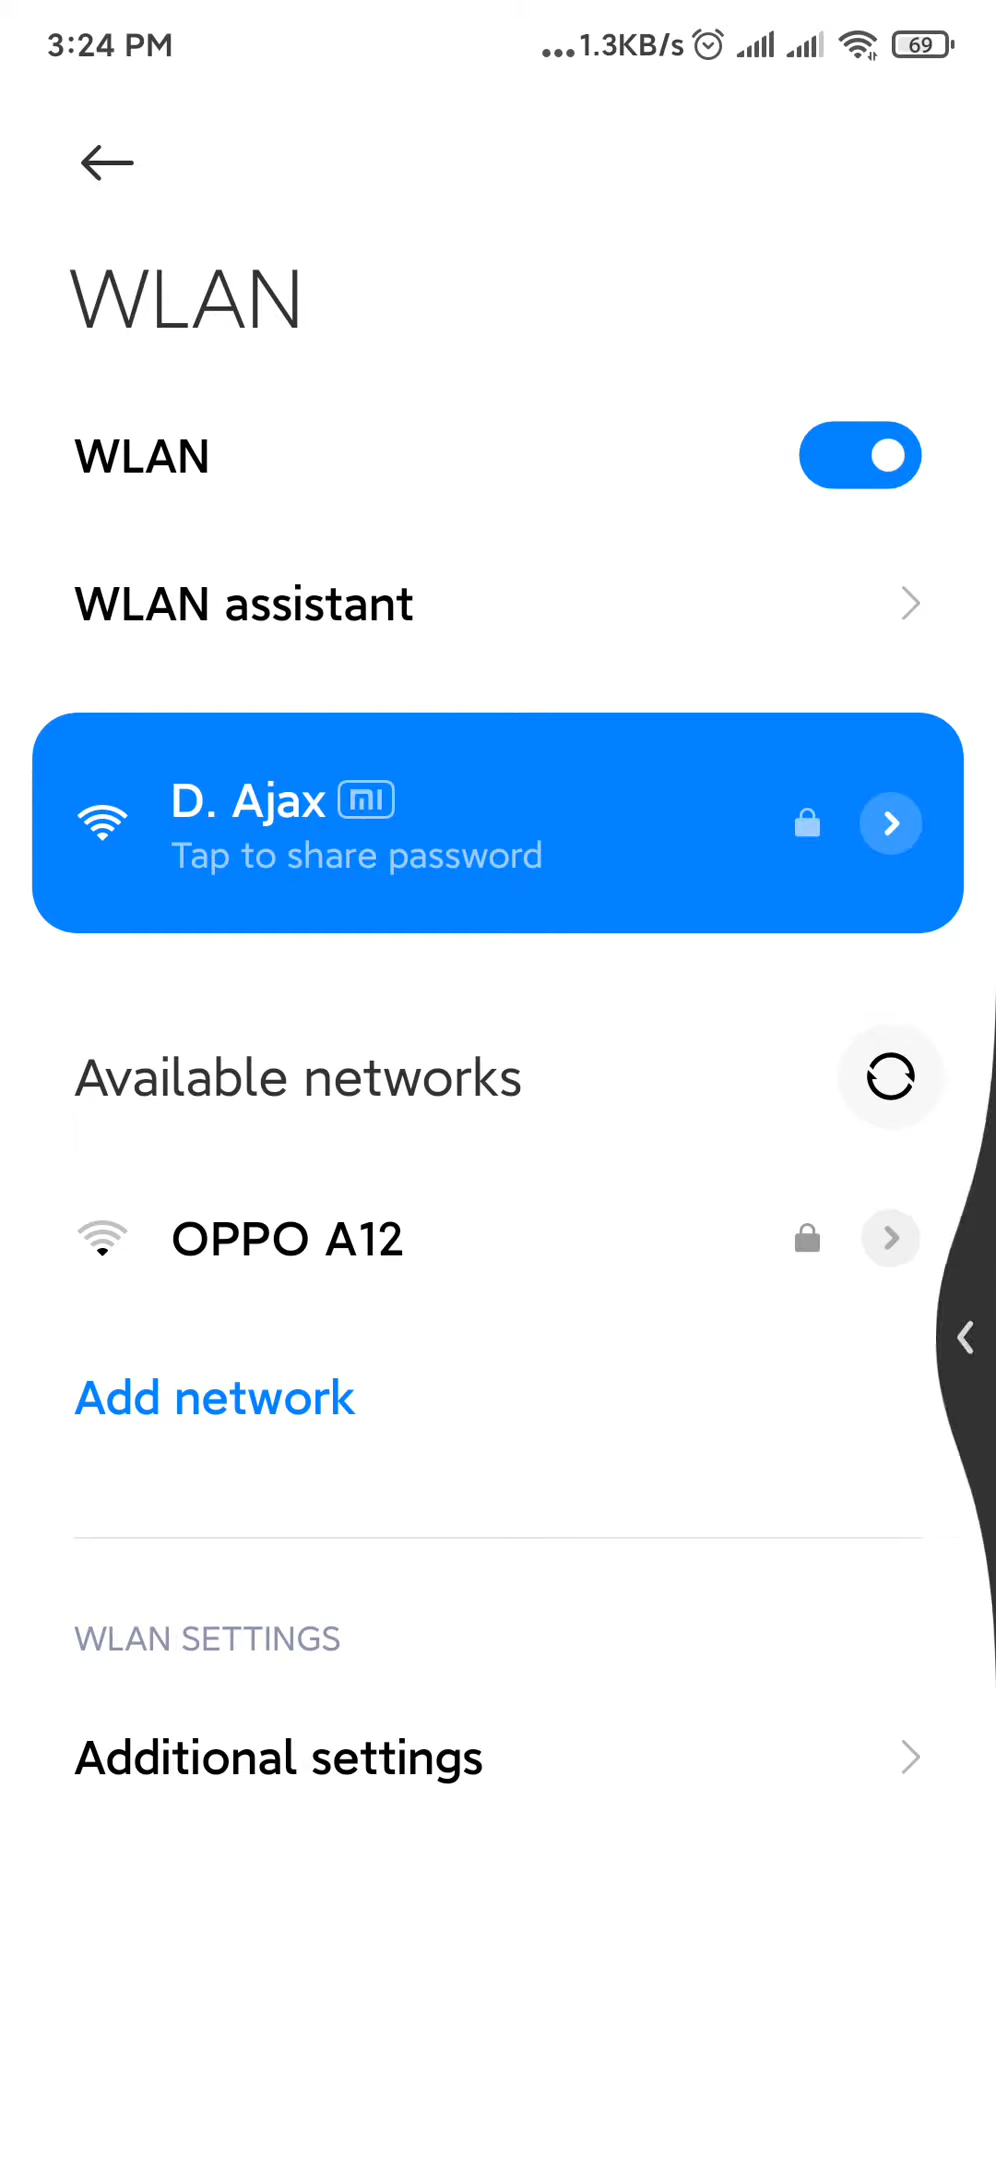 3:24 PM ...1.3KB/s 69
WLAN
WLAN
WLAN assistant
D. Ajax MI
Tap to share password
Available networks
OPPO A12
Add network
WLAN SETTINGS
Additional settings